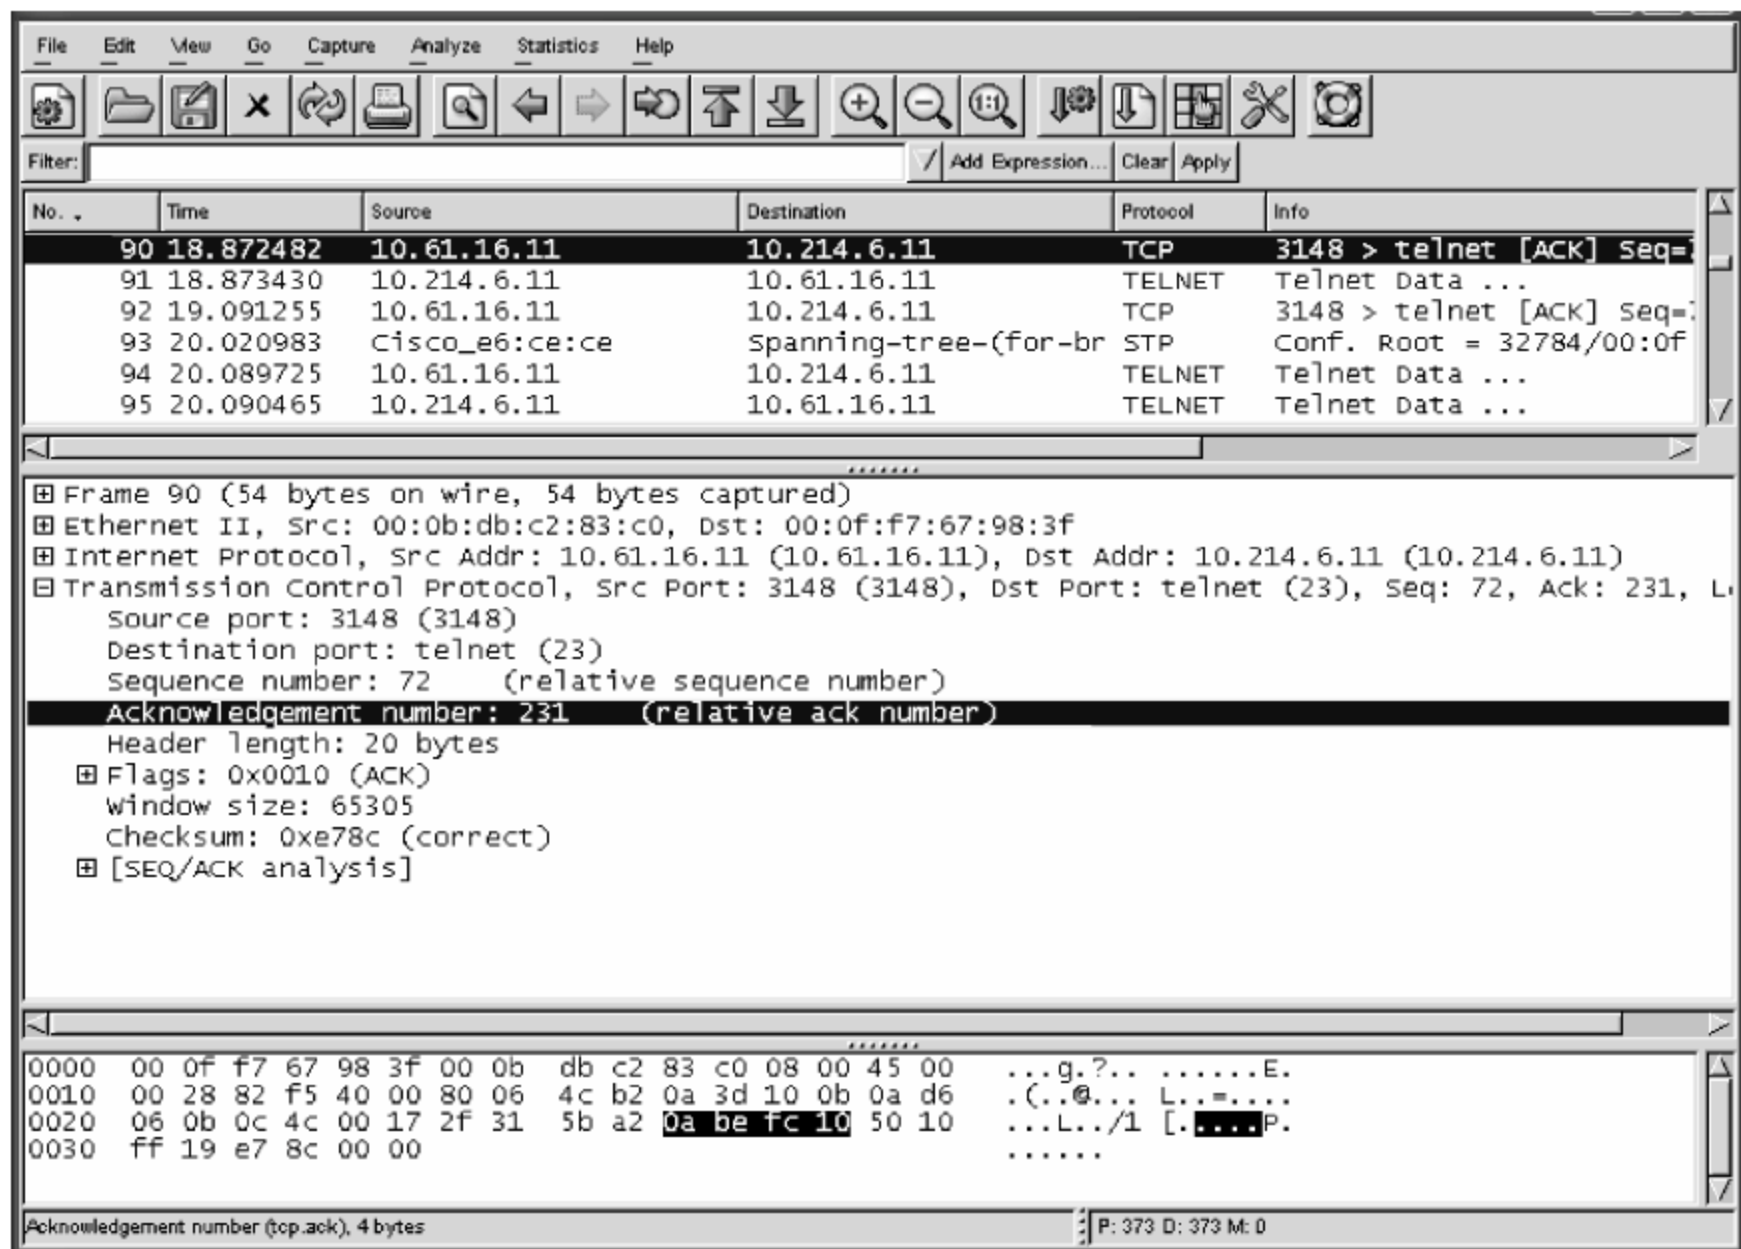 File Edit View Go Capture Analyze Statistics Help
Filter: Add Expression... Clear Apply
No. . Time Source Destination Protocol Info
90 18.872482 10.61.16.11 10.214.6.11 TCP 3148 > telnet [ACK] Seq=
91 18.873430 10.214.6.11 10.61.16.11 TELNET Telnet Data ...
92 19.091255 10.61.16.11 10.214.6.11 TCP 3148 > telnet [ACK] Seq=
93 20.020983 Cisco_e6:ce:ce Spanning-tree-(for-br STP Conf. Root = 32784/00:0f
94 20.089725 10.61.16.11 10.214.6.11 TELNET Telnet Data ...
95 20.090465 10.214.6.11 10.61.16.11 TELNET Telnet Data ...
Frame 90 (54 bytes on wire, 54 bytes captured)
Ethernet II, Src: 00:0b:db:c2:83:c0, Dst: 00:0f:f7:67:98:3f
Internet Protocol, Src Addr: 10.61.16.11 (10.61.16.11), Dst Addr: 10.214.6.11 (10.214.6.11)
Transmission Control Protocol, Src Port: 3148 (3148), Dst Port: telnet (23), Seq: 72, Ack: 231, L
Source port: 3148 (3148)
Destination port: telnet (23)
Sequence number: 72 (relative sequence number)
Acknowledgement number: 231 (relative ack number)
Header length: 20 bytes
Flags: 0x0010 (ACK)
Window size: 65305
Checksum: 0xe78c (correct)
[SEQ/ACK analysis]
0000 00 0f f7 67 98 3f 00 0b db c2 83 c0 08 00 45 00 ...g.?.. ......E.
0010 00 28 82 f5 40 00 80 06 4c b2 0a 3d 10 0b 0a d6 .(..@... L..=....
0020 06 0b 0c 4c 00 17 2f 31 5b a2 0a be fc 10 50 10 ...L../1 [.....P.
0030 ff 19 e7 8c 00 00 ......
Acknowledgement number (tcp.ack), 4 bytes P: 373 D: 373 M: 0